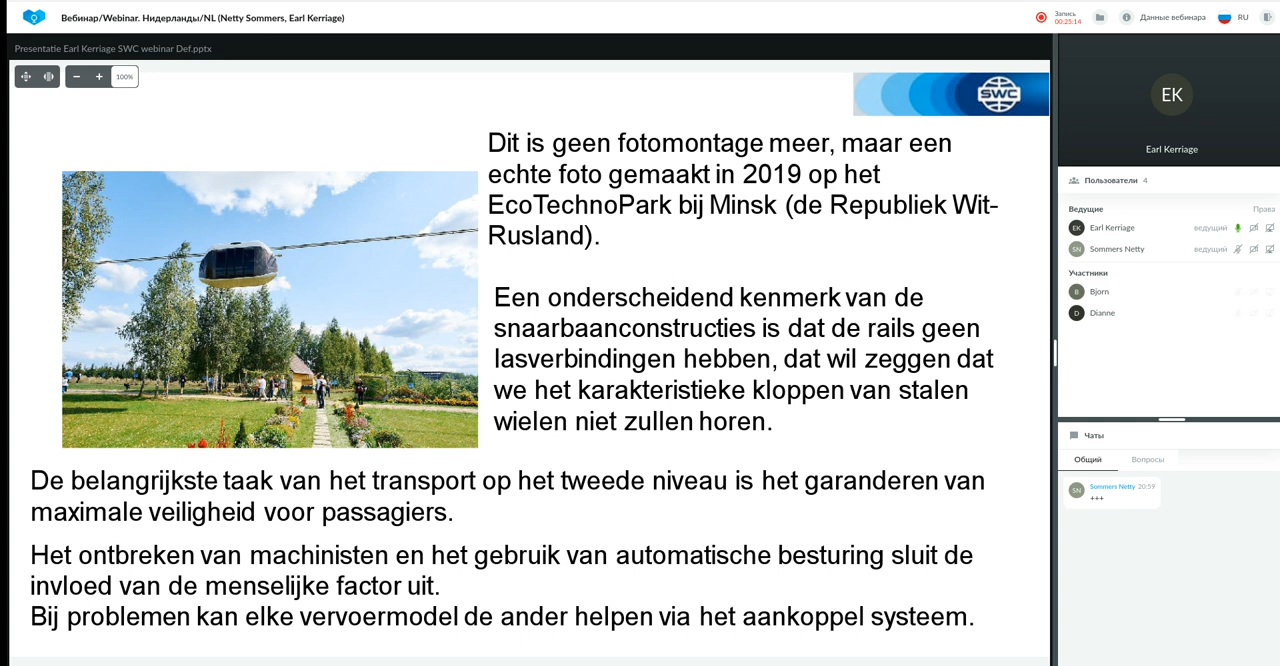 Вебинар/Webinar. Нидерланды/NL (Netty Sommers, Earl Kerriage)
Запись
00:25:14
Данные вебинара
RU
Presentatie Earl Kerriage SWC webinar Def.pptx
100%
SWC
Dit is geen fotomontage meer, maar een
echte foto gemaakt in 2019 op het
EcoTechnoPark bij Minsk (de Republiek Wit-
Rusland).
Een onderscheidend kenmerk van de
snaarbaanconstructies is dat de rails geen
lasverbindingen hebben, dat wil zeggen dat
we het karakteristieke kloppen van stalen
wielen niet zullen horen.
De belangrijkste taak van het transport op het tweede niveau is het garanderen van
maximale veiligheid voor passagiers.
Het ontbreken van machinisten en het gebruik van automatische besturing sluit de
invloed van de menselijke factor uit.
Bij problemen kan elke vervoermodel de ander helpen via het aankoppel systeem.
EK
Earl Kerriage
Пользователи 4
Ведущие Права
EK Earl Kerriage ведущий
SN Sommers Netty ведущий
Участники
B Bjorn
D Dianne
Чаты
Общий Вопросы
SN Sommers Netty 20:59
+++